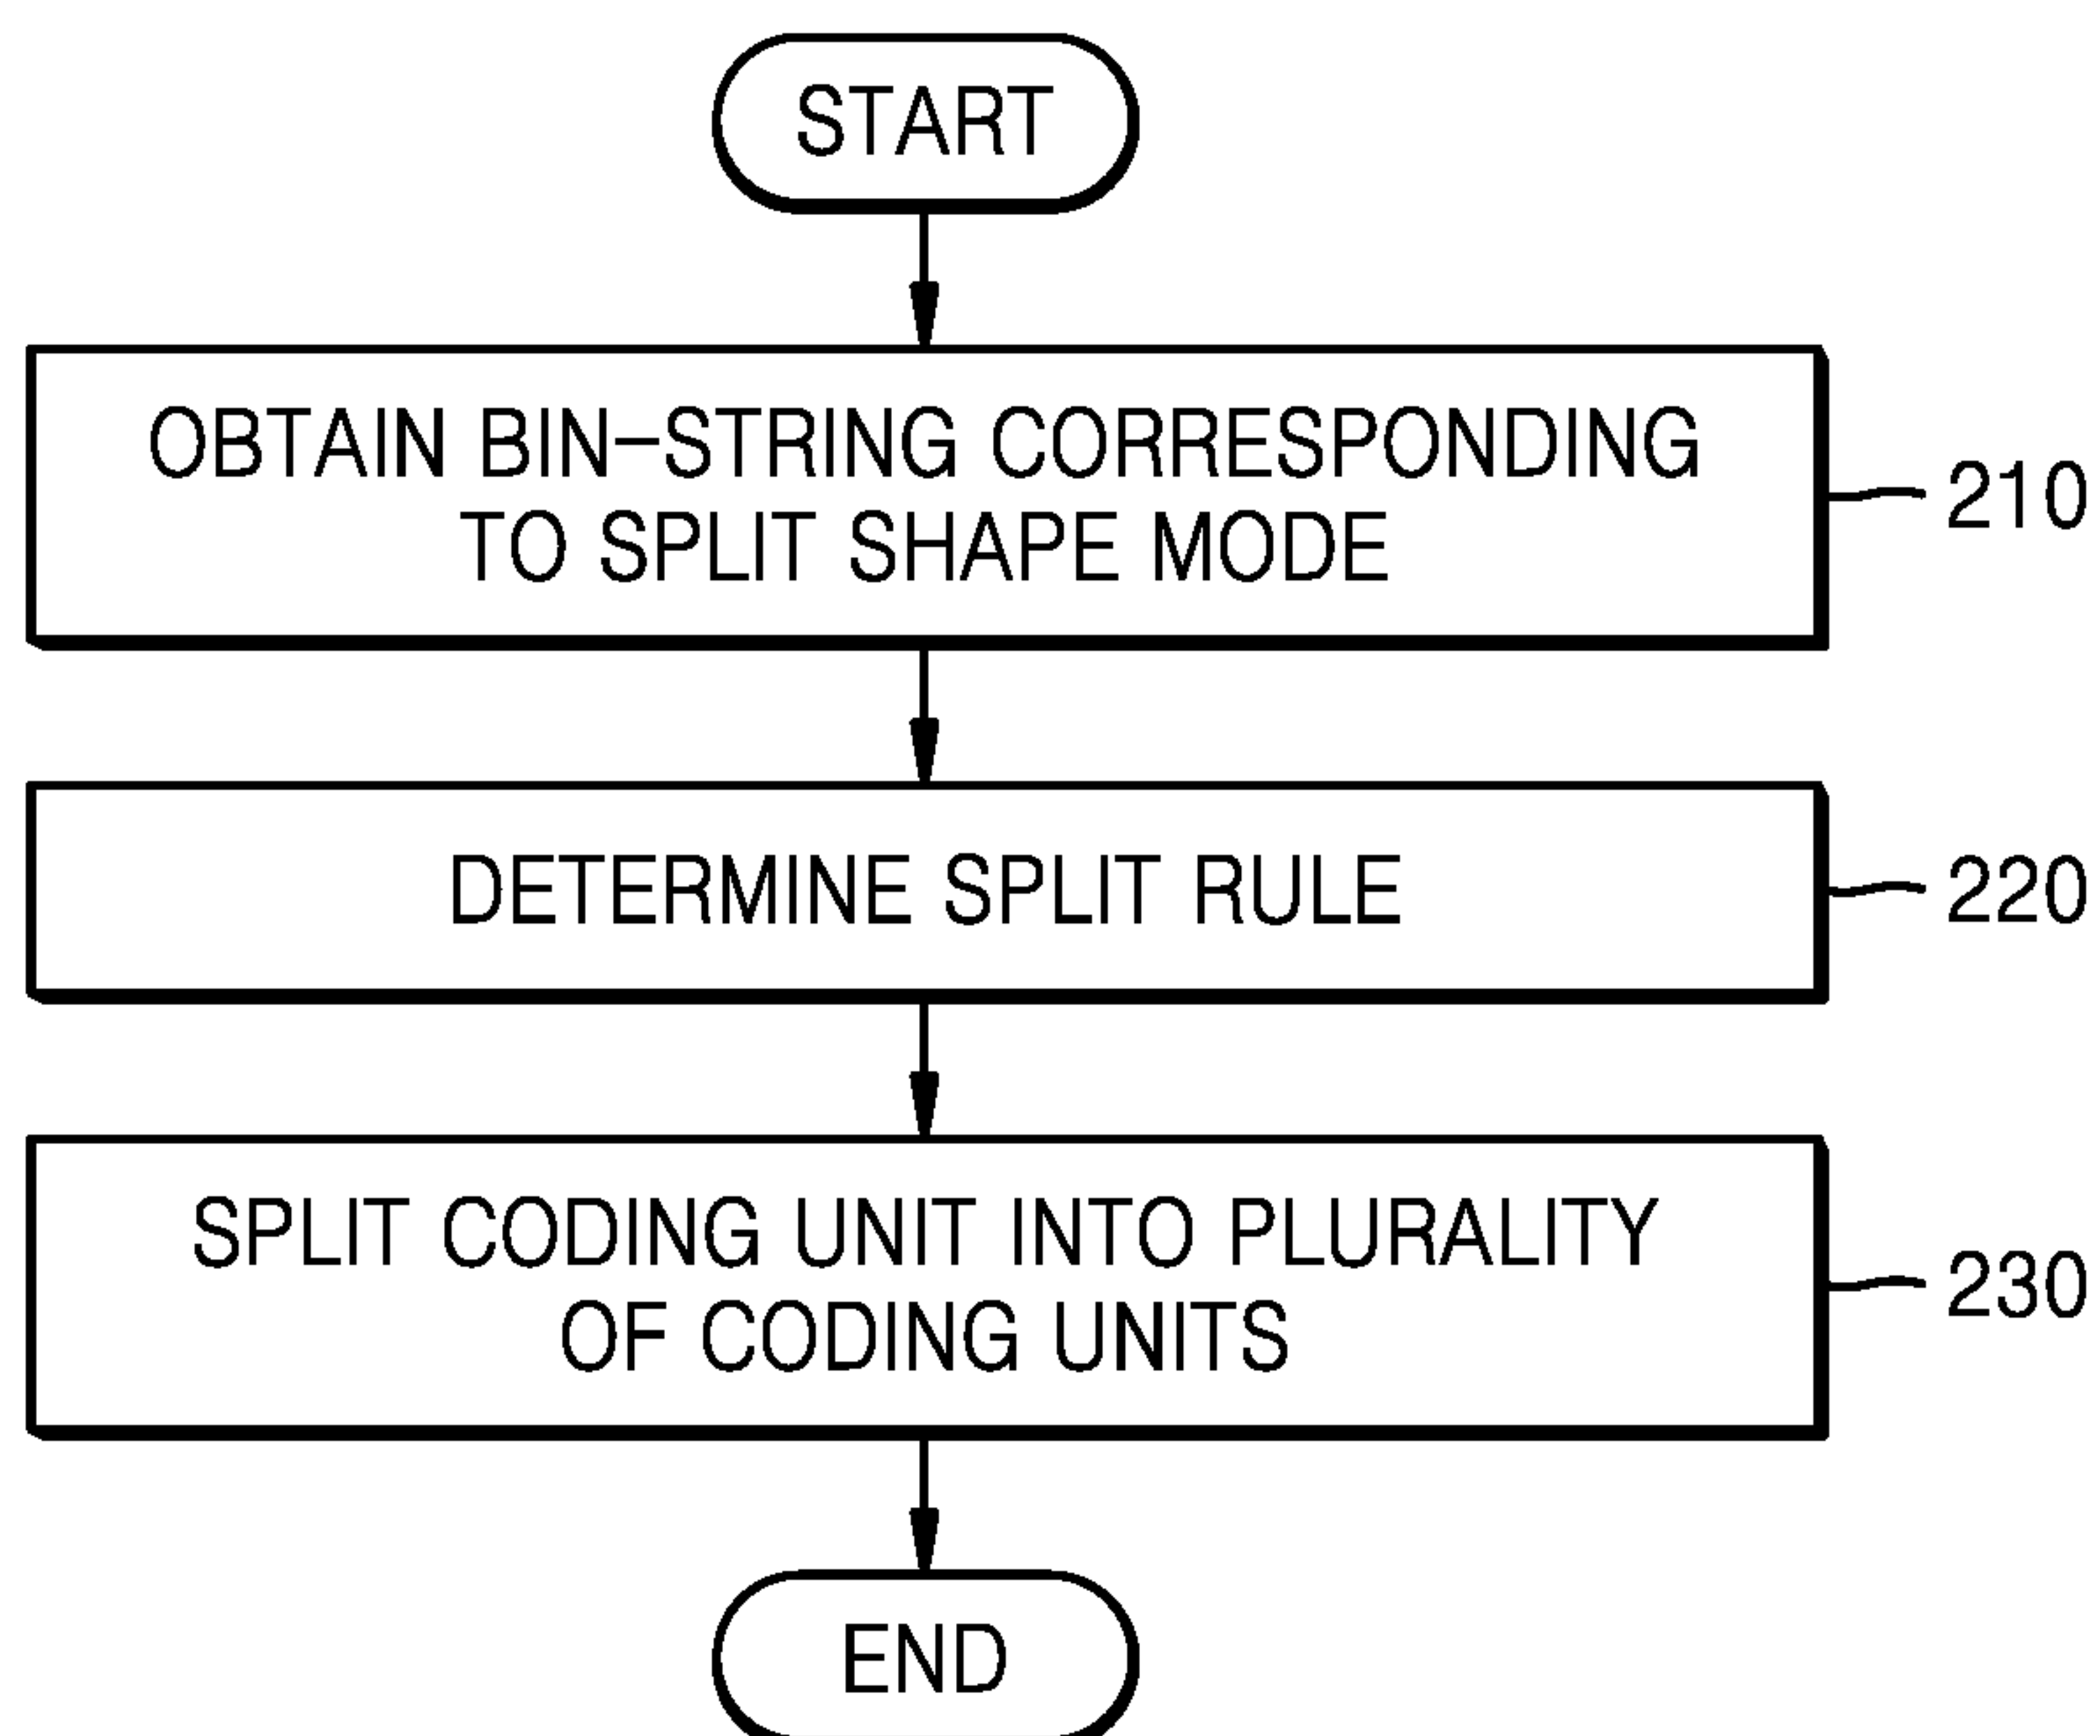 START
OBTAIN BIN-STRING CORRESPONDING
TO SPLIT SHAPE MODE
210
DETERMINE SPLIT RULE
220
SPLIT CODING UNIT INTO PLURALITY
OF CODING UNITS
230
END